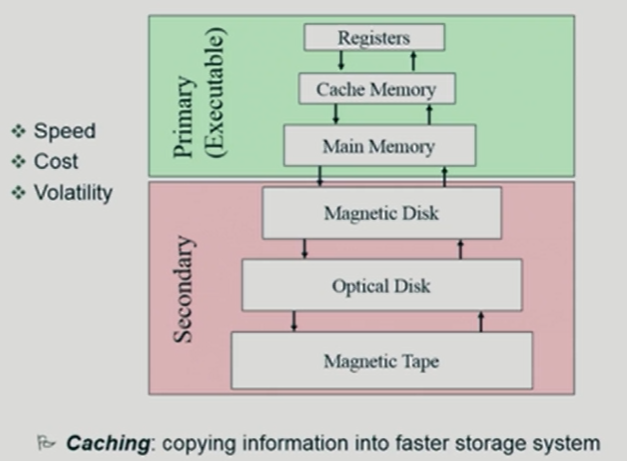 Speed
Cost
Volatility
Primary
(Executable)
Registers
Cache Memory
Main Memory
Secondary
Magnetic Disk
Optical Disk
Magnetic Tape
Caching: copying information into faster storage system